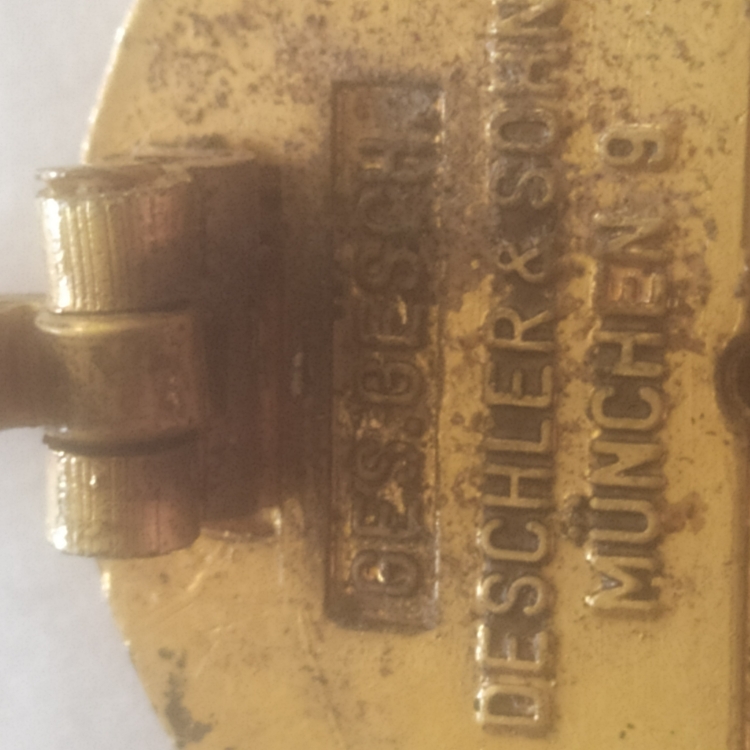 GES.GESCH.
DESCHLER & SOHN
MÜNCHEN 9